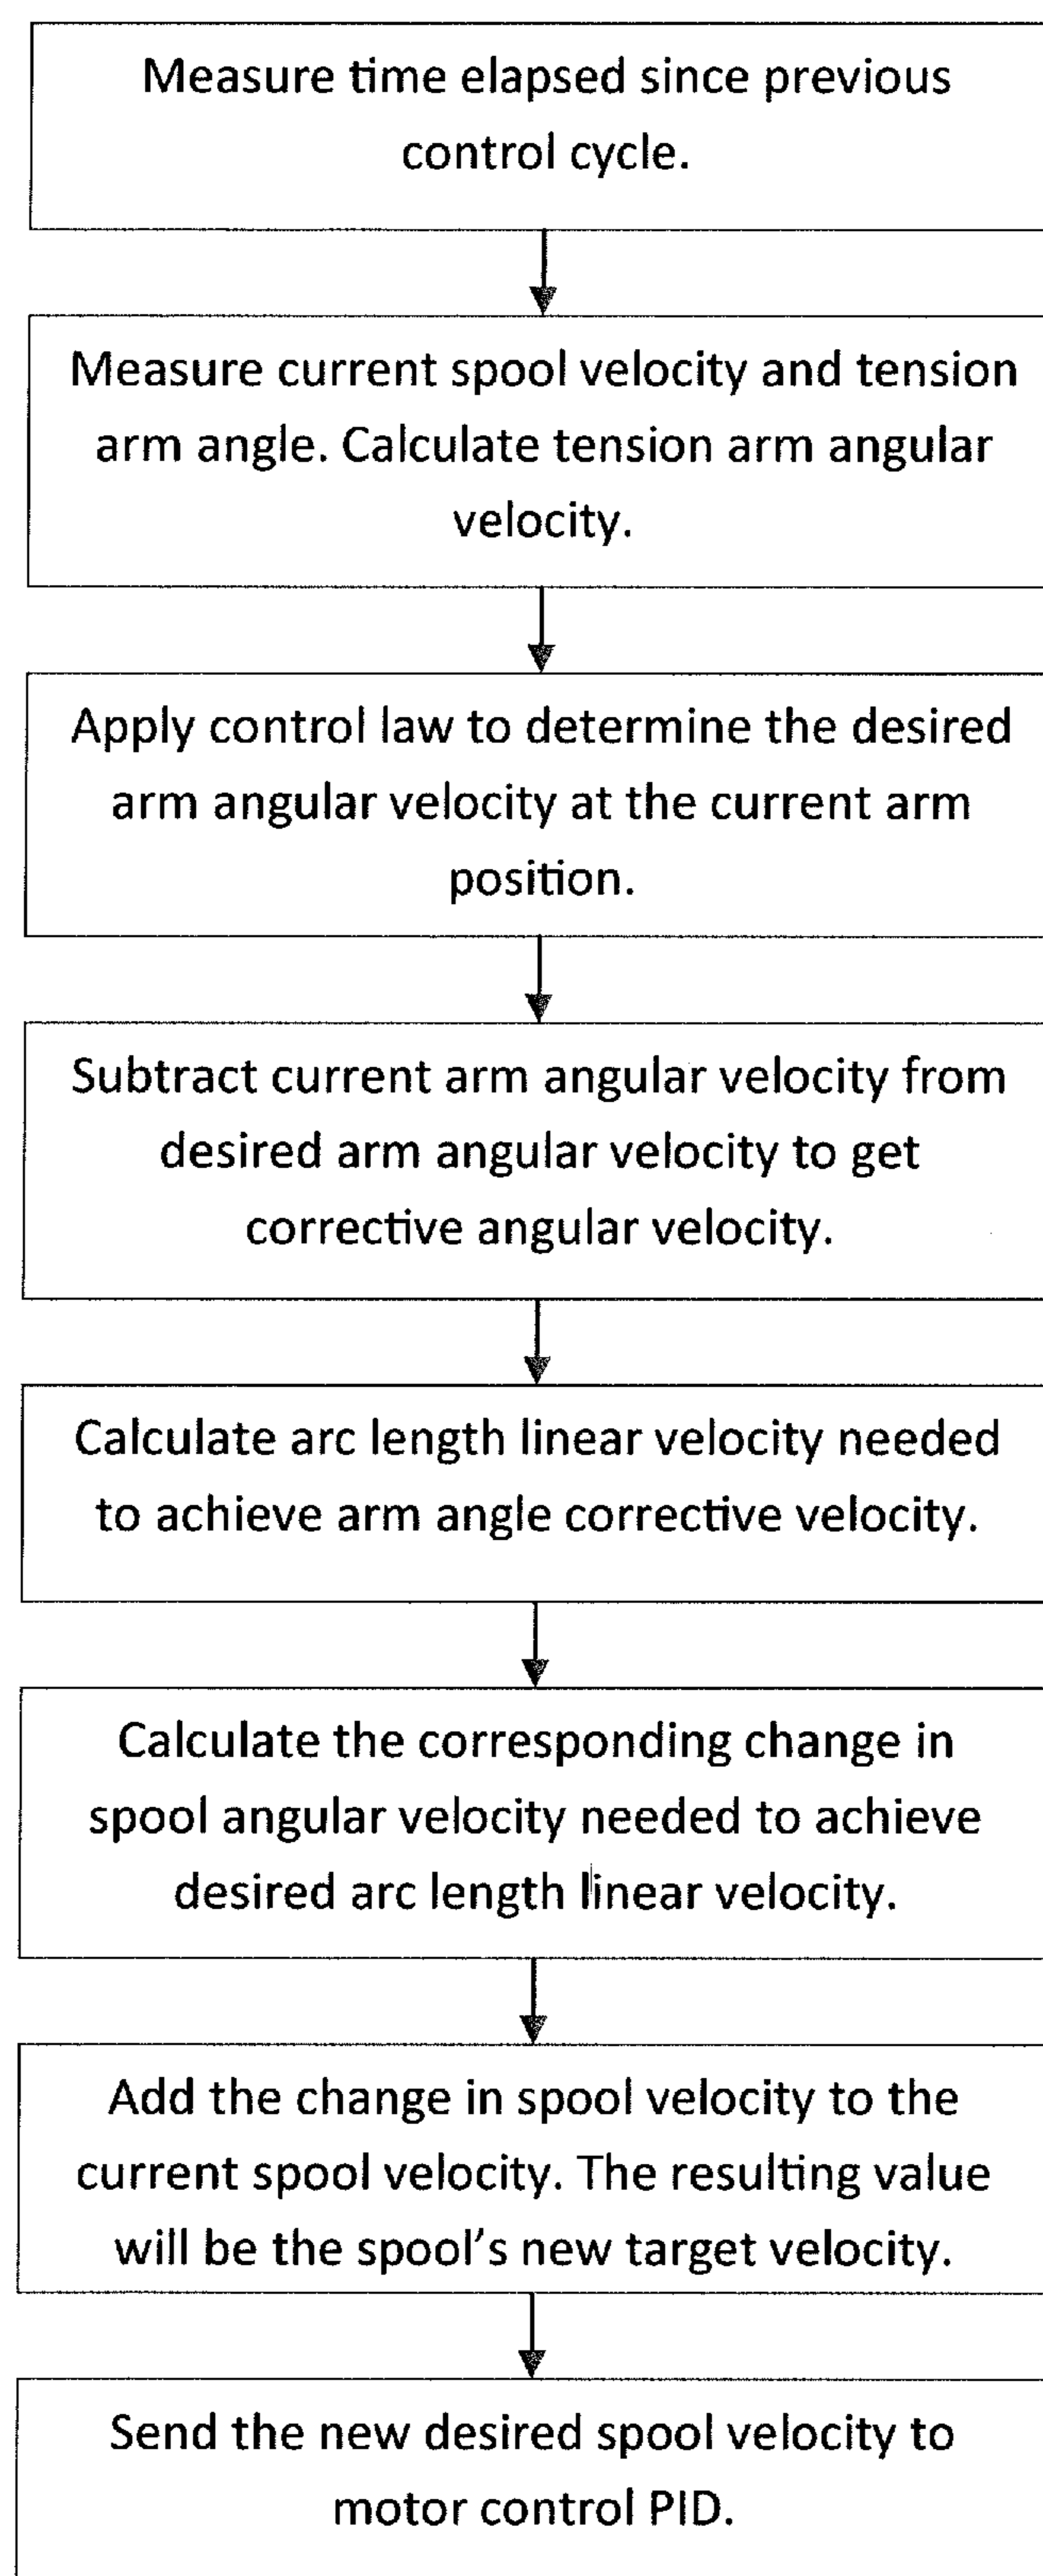 Measure time elapsed since previous
control cycle.
Measure current spool velocity and tension
arm angle. Calculate tension arm angular
velocity.
Apply control law to determine the desired
arm angular velocity at the current arm
position.
Subtract current arm angular velocity from
desired arm angular velocity to get
corrective angular velocity.
Calculate arc length linear velocity needed
to achieve arm angle corrective velocity.
Calculate the corresponding change in
spool angular velocity needed to achieve
desired arc length linear velocity.
Add the change in spool velocity to the
current spool velocity. The resulting value
will be the spool's new target velocity.
Send the new desired spool velocity to
motor control PID.